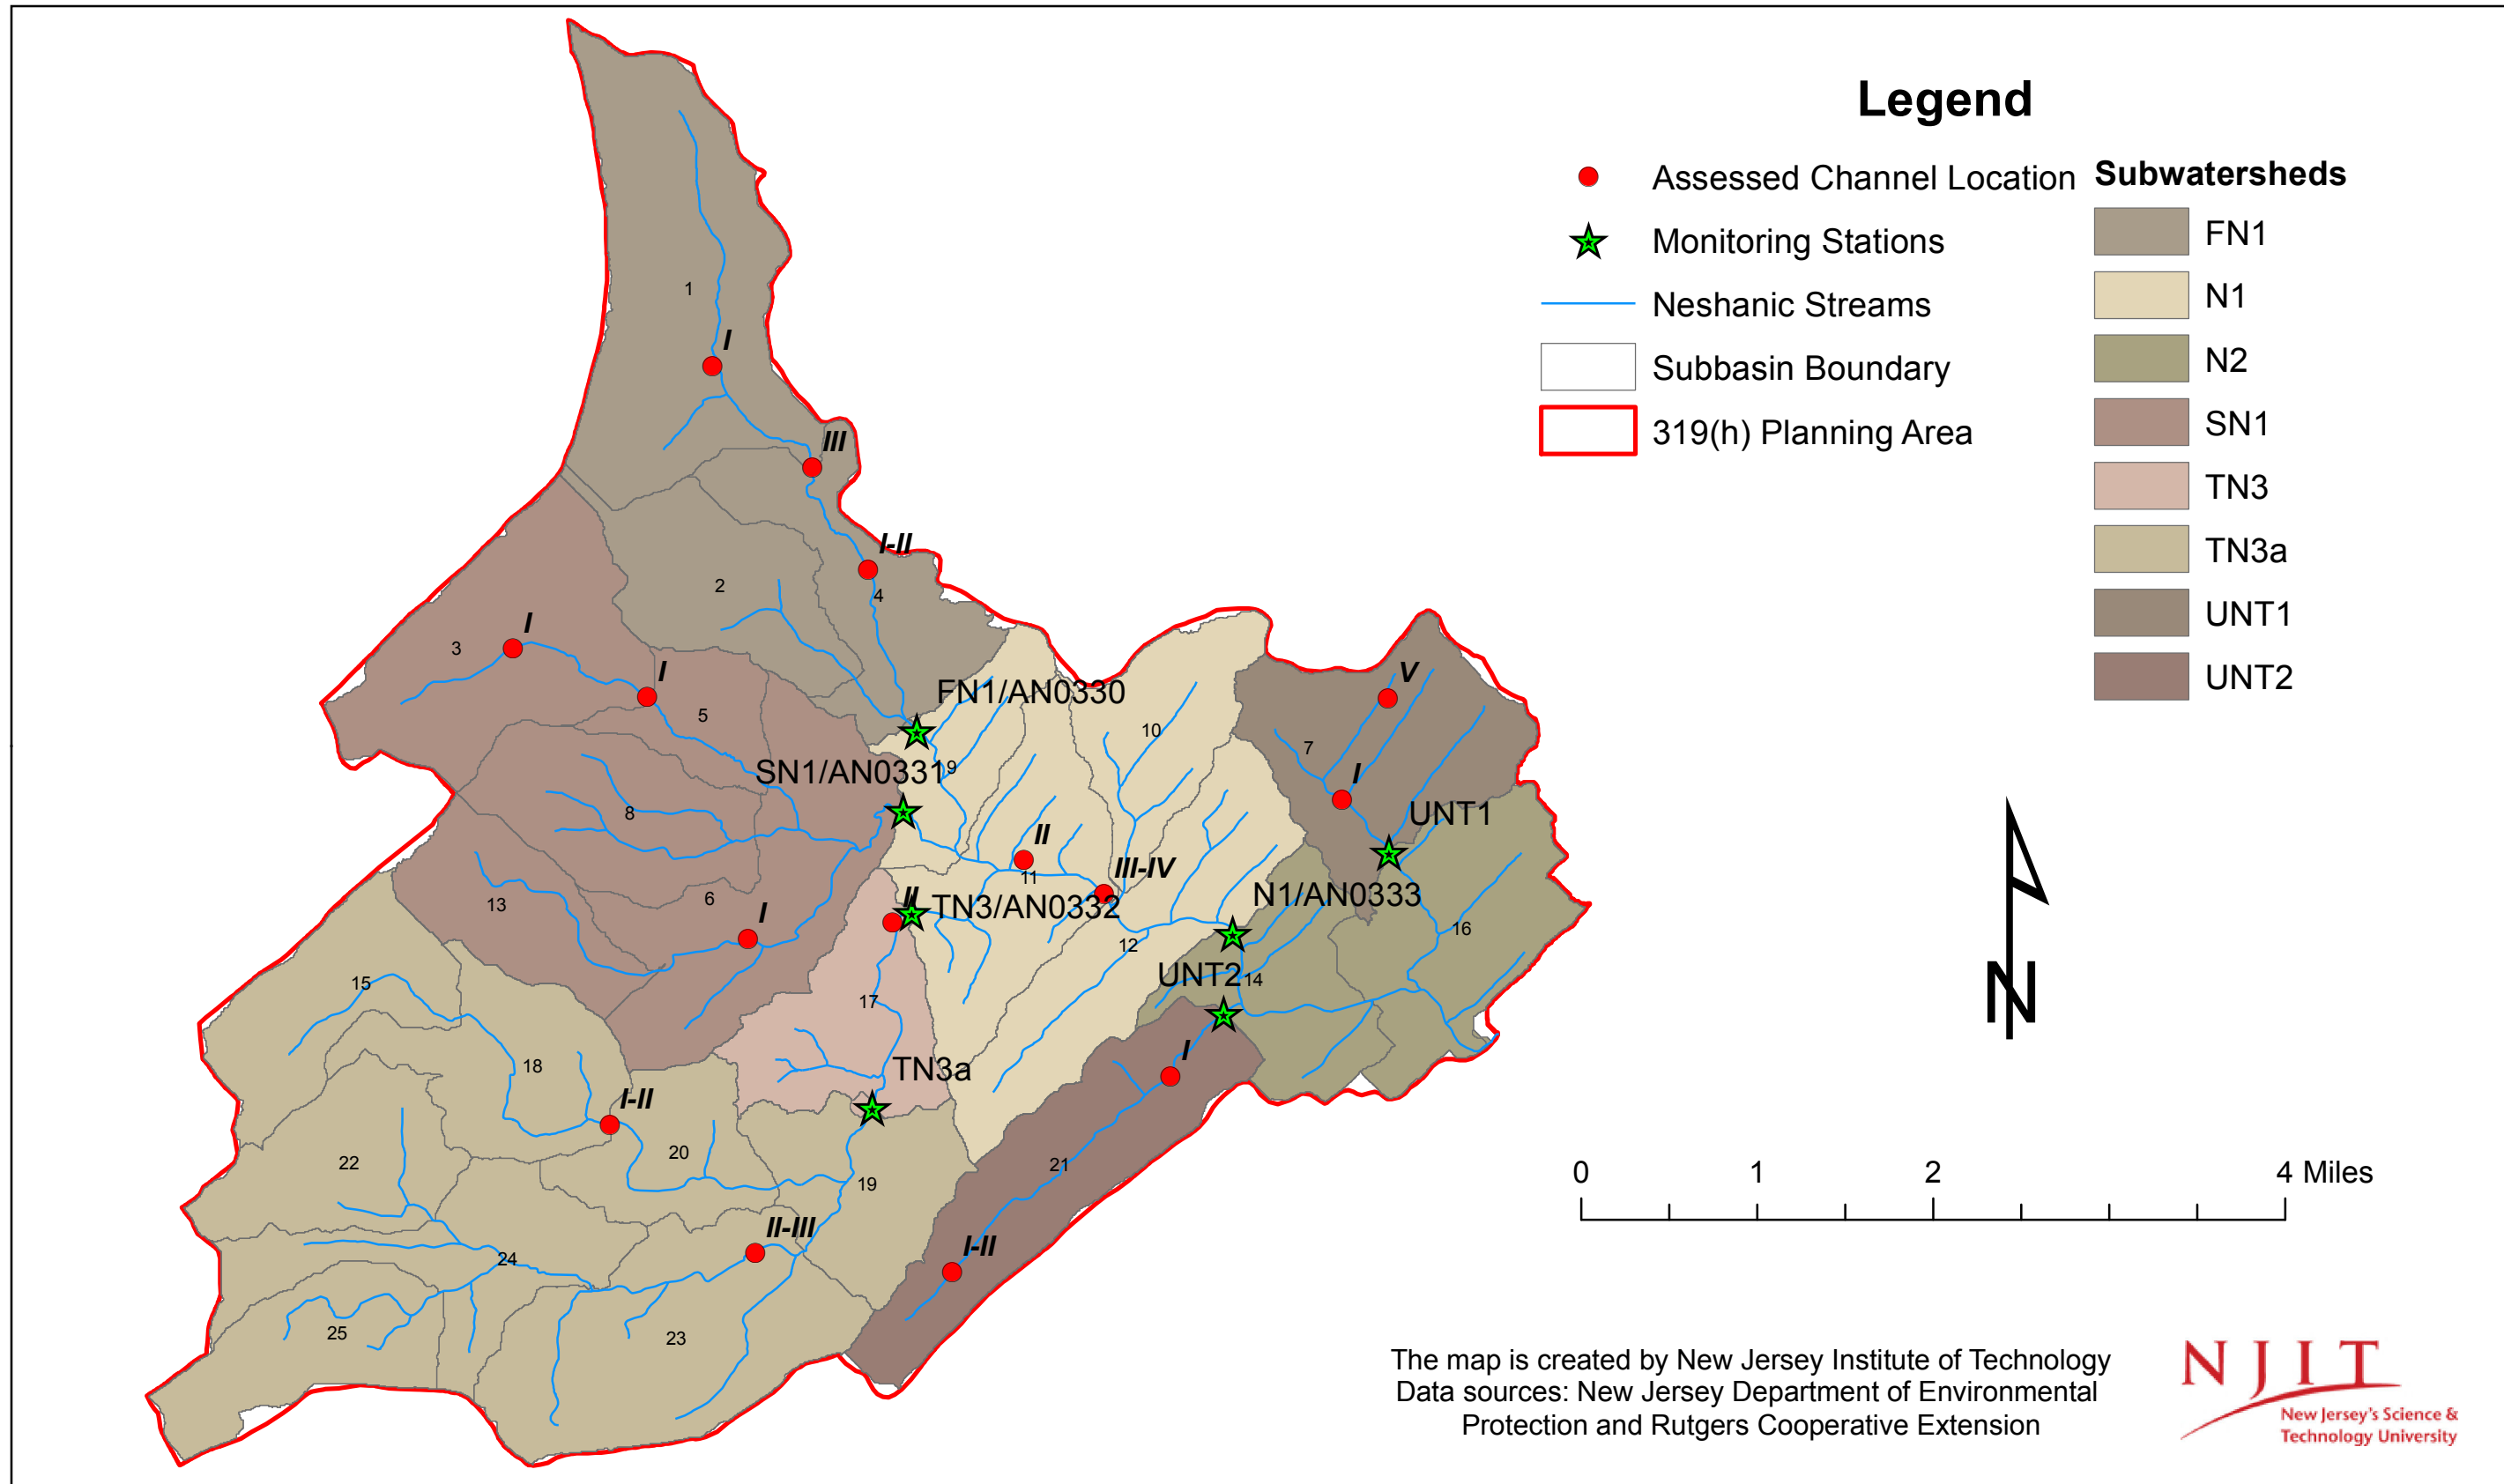 Legend
Assessed Channel Location
Monitoring Stations
Neshanic Streams
Subbasin Boundary
319(h) Planning Area
Subwatersheds
FN1
N1
N2
SN1
TN3
TN3a
UNT1
UNT2
1
I
III
I-II
2
4
3
I
I
5
FN1/AN0330
10
V
7
SN1/AN0331
9
I
8
UNT1
II
11
III-IV
6
13
I
II
TN3/AN0332
N1/AN0333
12
16
15
17
UNT2
14
18
TN3a
I
I-II
20
22
21
19
II-III
24
I-II
25
23
N
0 1 2 4 Miles
The map is created by New Jersey Institute of Technology
Data sources: New Jersey Department of Environmental
Protection and Rutgers Cooperative Extension
NJIT
New Jersey's Science &
Technology University